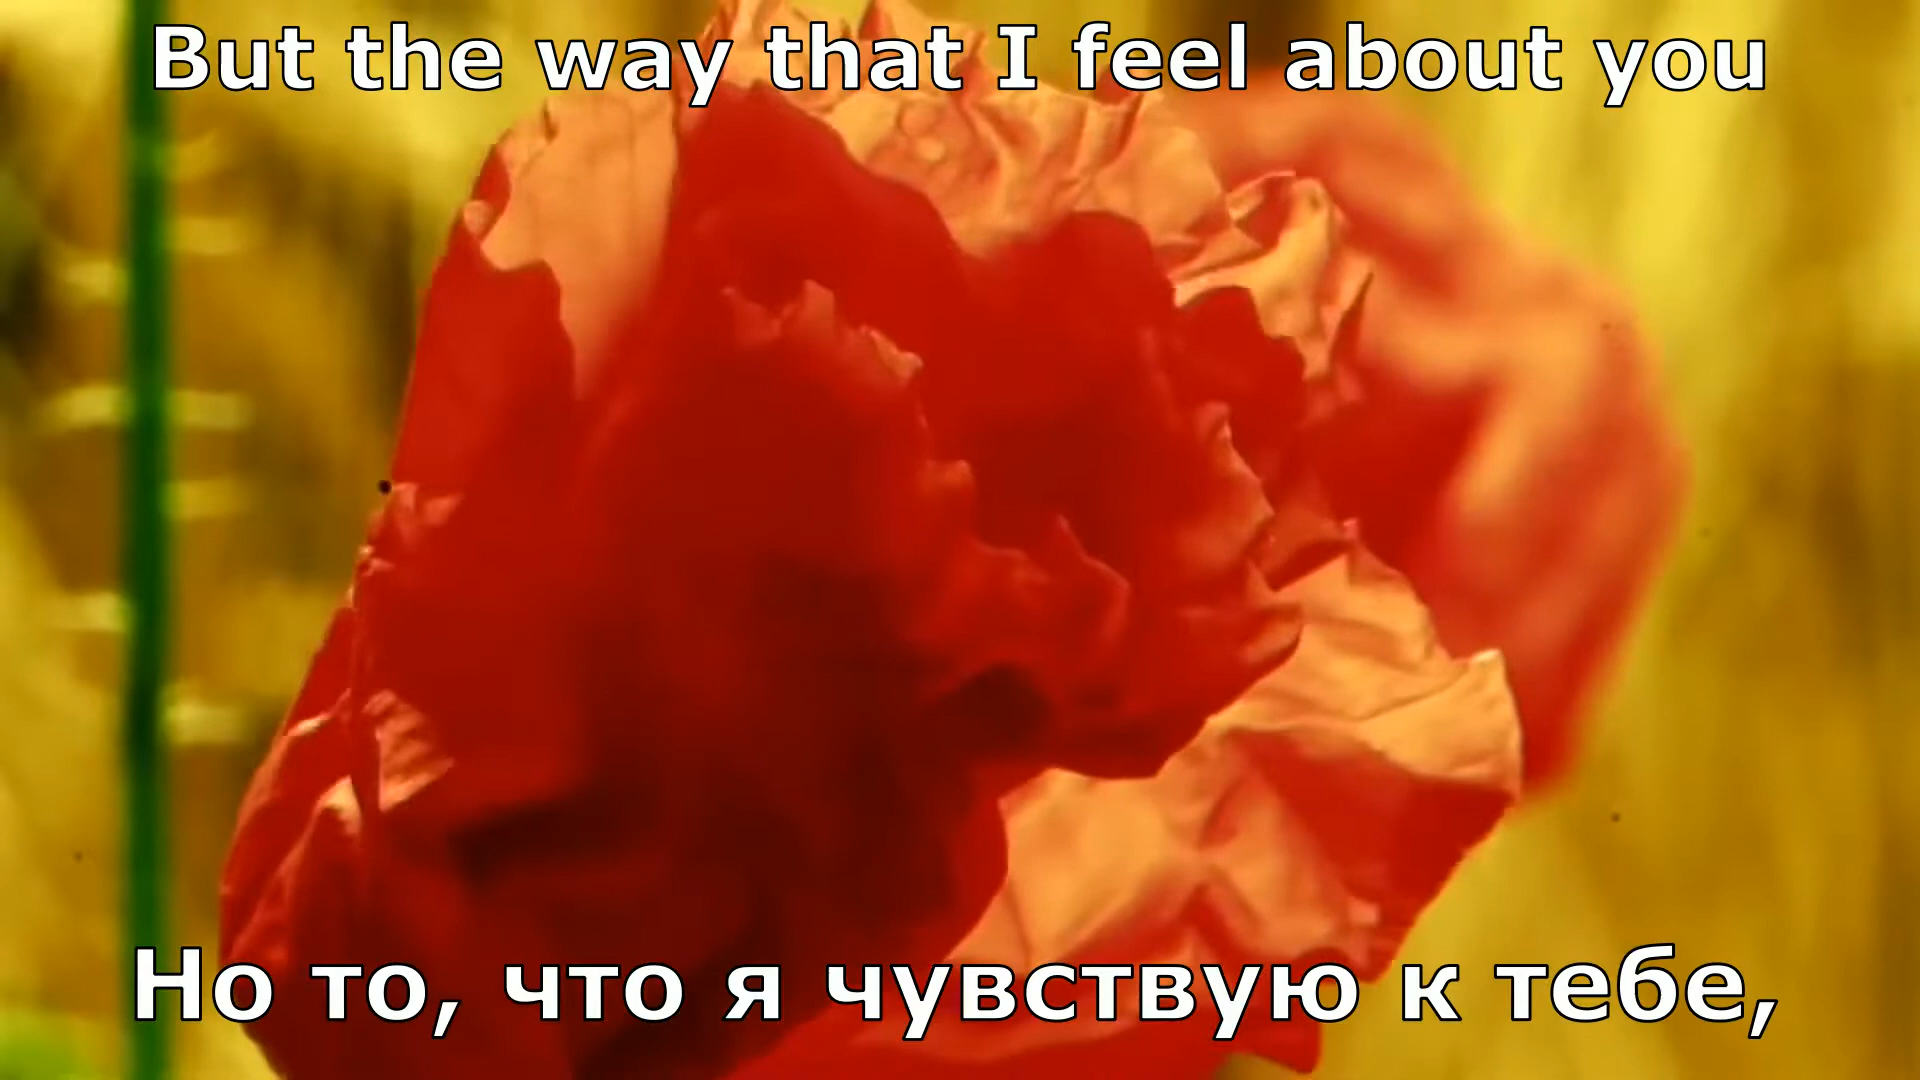 But the way that I feel about you
Но то, что я чувствую к тебе,